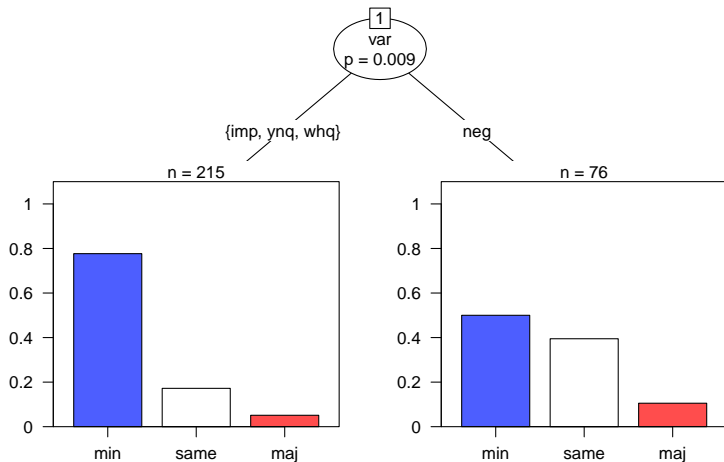 1
var
p = 0.009
{imp, ynq, whq}
neg
n = 215
1
0.8
0.6
0.4
0.2
0
min same maj
n = 76
1
0.8
0.6
0.4
0.2
0
min same maj